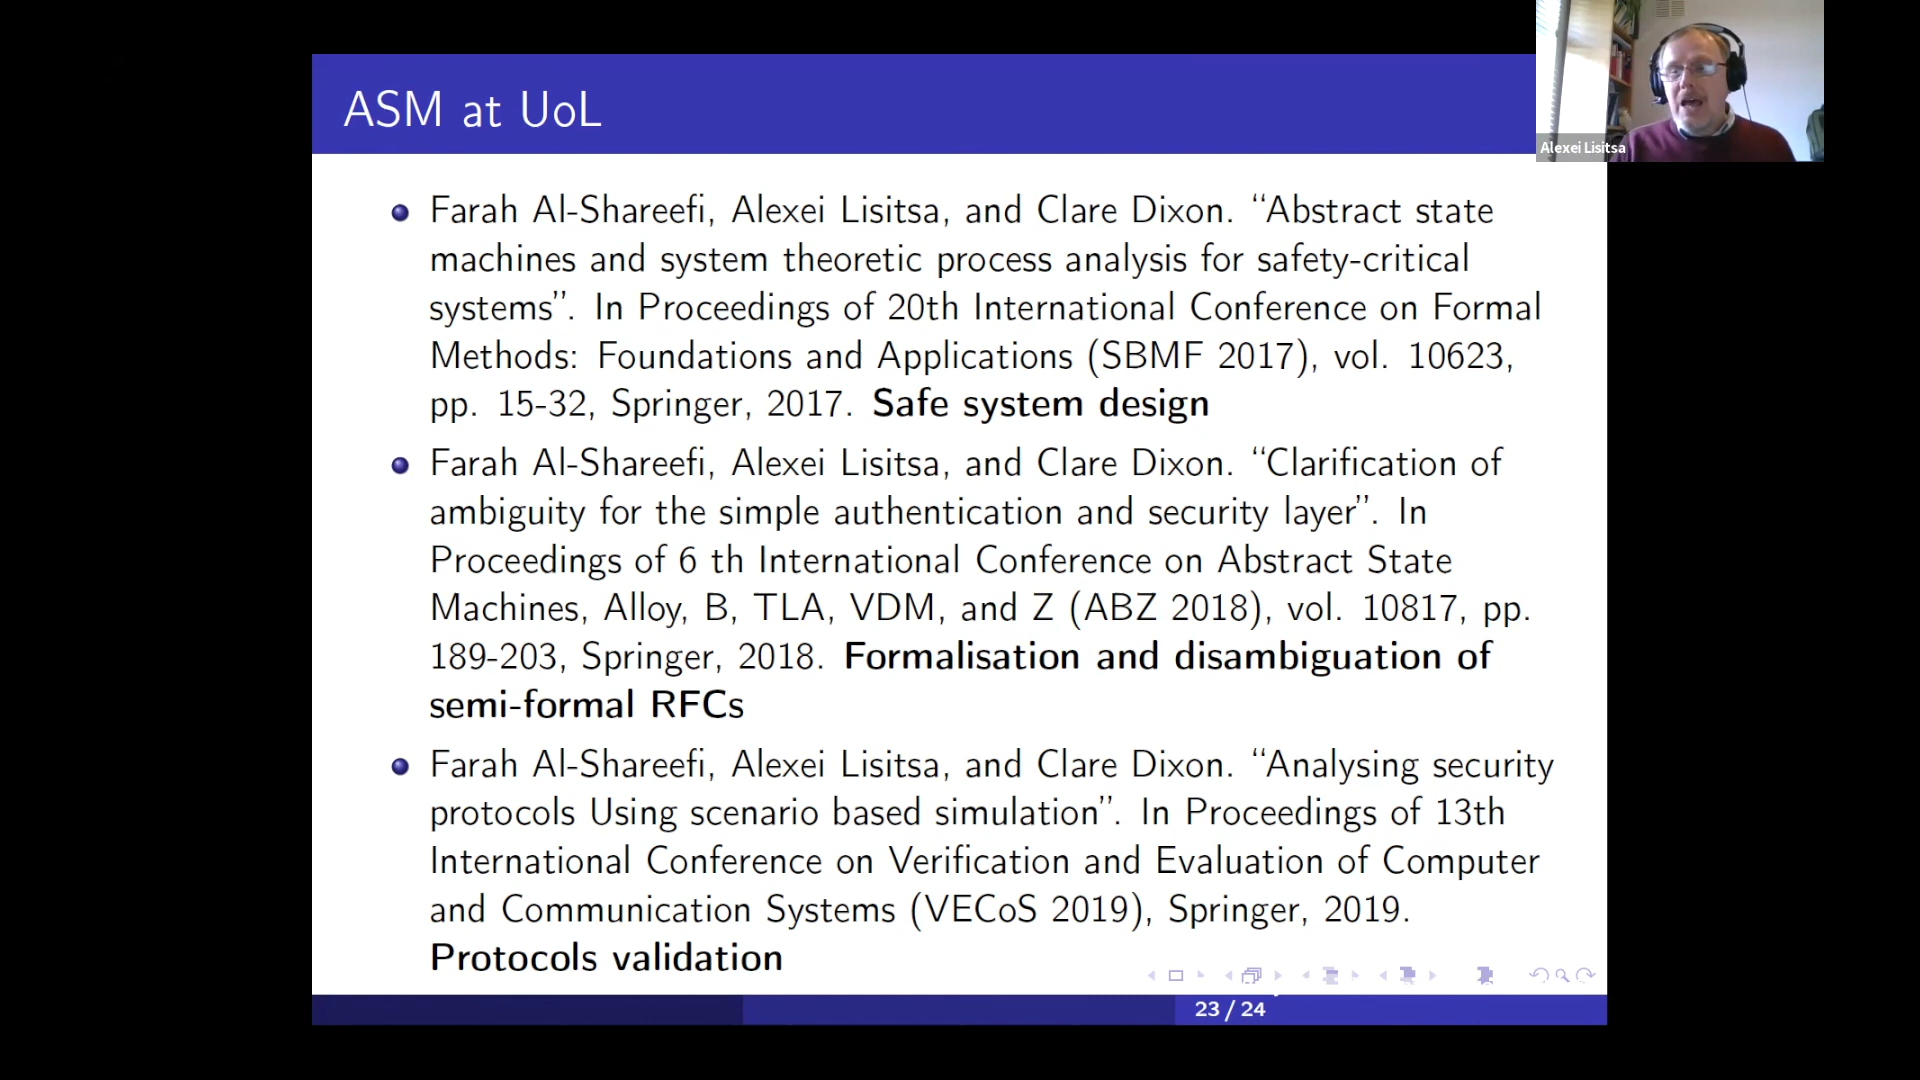 ASM at UoL
Alexei Lisitsa
Farah Al-Shareefi, Alexei Lisitsa, and Clare Dixon. “Abstract state
machines and system theoretic process analysis for safety-critical
systems”. In Proceedings of 20th International Conference on Formal
Methods: Foundations and Applications (SBMF 2017), vol. 10623,
pp. 15-32, Springer, 2017. Safe system design
Farah Al-Shareefi, Alexei Lisitsa, and Clare Dixon. “Clarification of
ambiguity for the simple authentication and security layer”. In
Proceedings of 6 th International Conference on Abstract State
Machines, Alloy, B, TLA, VDM, and Z (ABZ 2018), vol. 10817, pp.
189-203, Springer, 2018. Formalisation and disambiguation of
semi-formal RFCs
Farah Al-Shareefi, Alexei Lisitsa, and Clare Dixon. “Analysing security
protocols Using scenario based simulation”. In Proceedings of 13th
International Conference on Verification and Evaluation of Computer
and Communication Systems (VECoS 2019), Springer, 2019.
Protocols validation
23 / 24